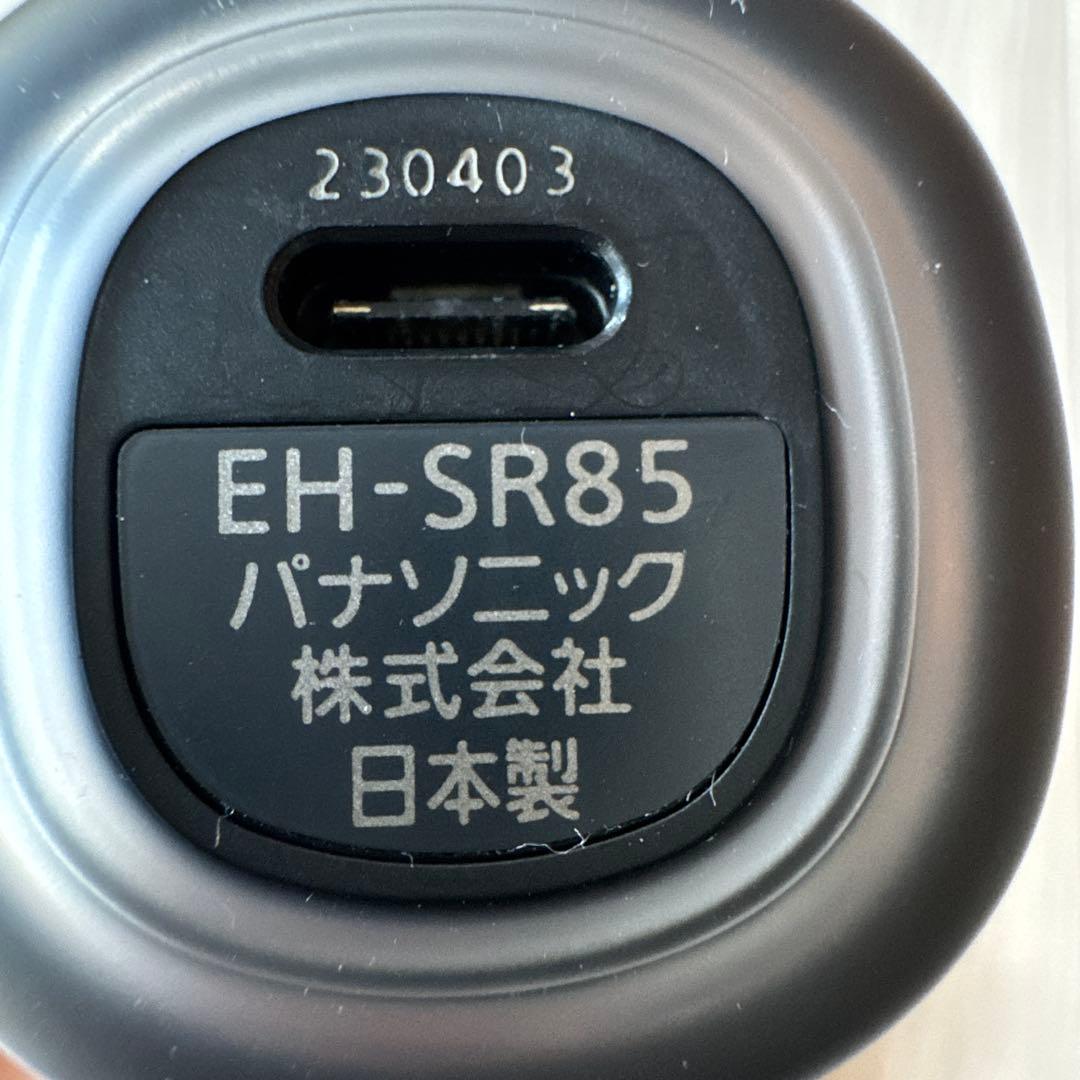 230403
EH-SR85
パナソニック
株式会社
日本製